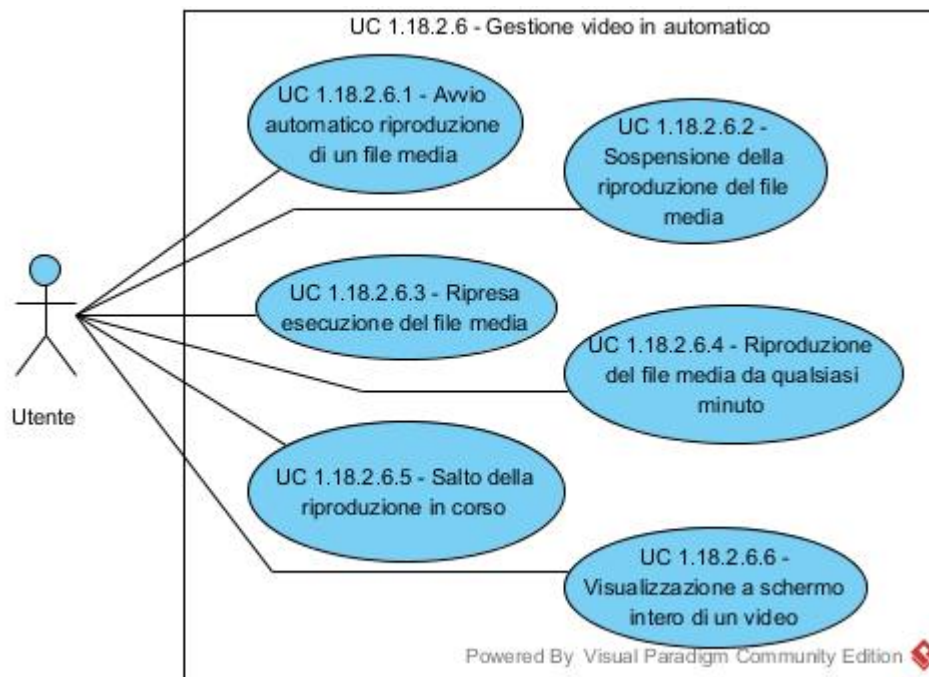 UC 1.18.2.6 - Gestione video in automatico
UC 1.18.2.6.1 - Avvio
automatico riproduzione
di un file media
UC 1.18.2.6.2 -
Sospensione della
riproduzione del file
media
UC 1.18.2.6.3 - Ripresa
esecuzione del file media
UC 1.18.2.6.4 - Riproduzione
del file media da qualsiasi
minuto
Utente
UC 1.18.2.6.5 - Salto della
riproduzione in corso
UC 1.18.2.6.6 -
Visualizzazione a schermo
intero di un video
Powered By Visual Paradigm Community Edition